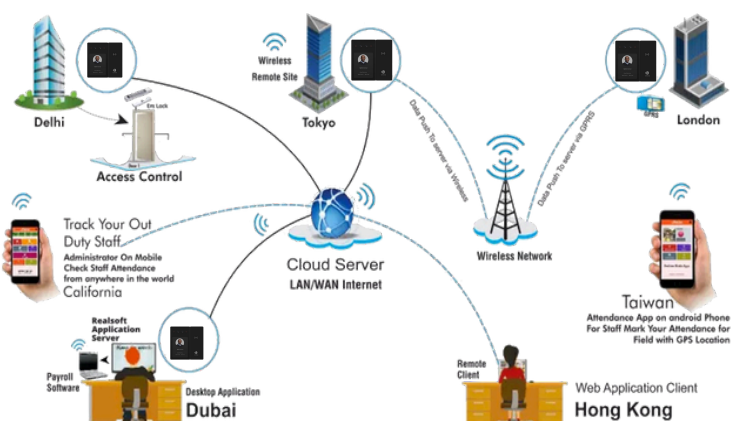 Delhi
Em Lock
Access Control
Wireless
Remote Site
Tokyo
Data Push To server via Wireless
Data Push To server via GPRS
GPRS
London
Wireless Network
Cloud Server
LAN/WAN Internet
Track Your Out
Duty Staff
Administrator On Mobile
Check Staff Attendance
from anywhere in the world
California
Taiwan
Attendance App on android Phone
For Staff Mark Your Attendance for
Field with GPS Location
Realsoft
Application
Server
Payroll
Software
Desktop Application
Dubai
Remote
Client
Web Application Client
Hong Kong